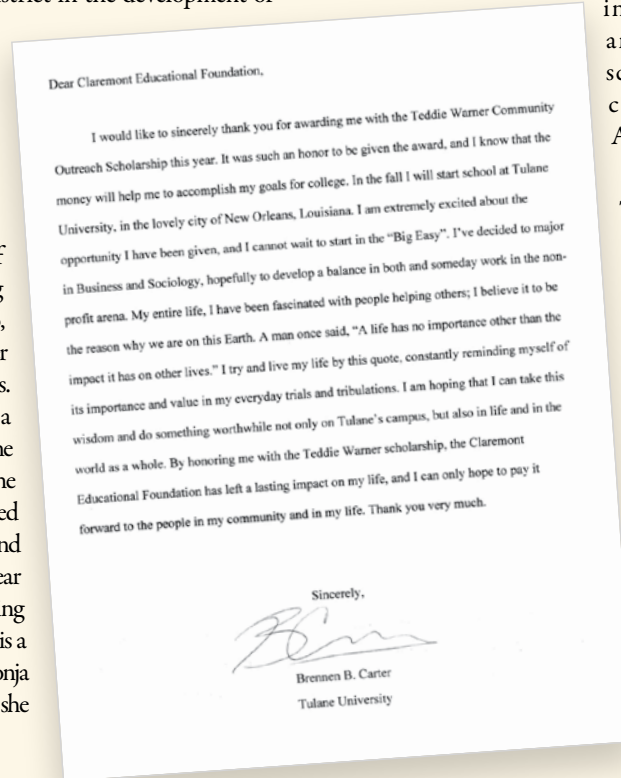 strict in the development of
Dear Claremont Educational Foundation,
I would like to sincerely thank you for awarding me with the Teddie Warner Community
Outreach Scholarship this year. It was such an honor to be given the award, and I know that the
money will help me to accomplish my goals for college. In the fall I will start school at Tulane
University, in the lovely city of New Orleans, Louisiana. I am extremely excited about the
opportunity I have been given, and I cannot wait to start in the “Big Easy”. I’ve decided to major
in Business and Sociology, hopefully to develop a balance in both and someday work in the non-
profit arena. My entire life, I have been fascinated with people helping others; I believe it to be
the reason why we are on this Earth. A man once said, “A life has no importance other than the
impact it has on other lives.” I try and live my life by this quote, constantly reminding myself of
its importance and value in my everyday trials and tribulations. I am hoping that I can take this
wisdom and do something worthwhile not only on Tulane’s campus, but also in life and in the
world as a whole. By honoring me with the Teddie Warner scholarship, the Claremont
Educational Foundation has left a lasting impact on my life, and I can only hope to pay it
forward to the people in my community and in my life. Thank you very much.
Sincerely,
Brennen B. Carter
Tulane University
is a
she